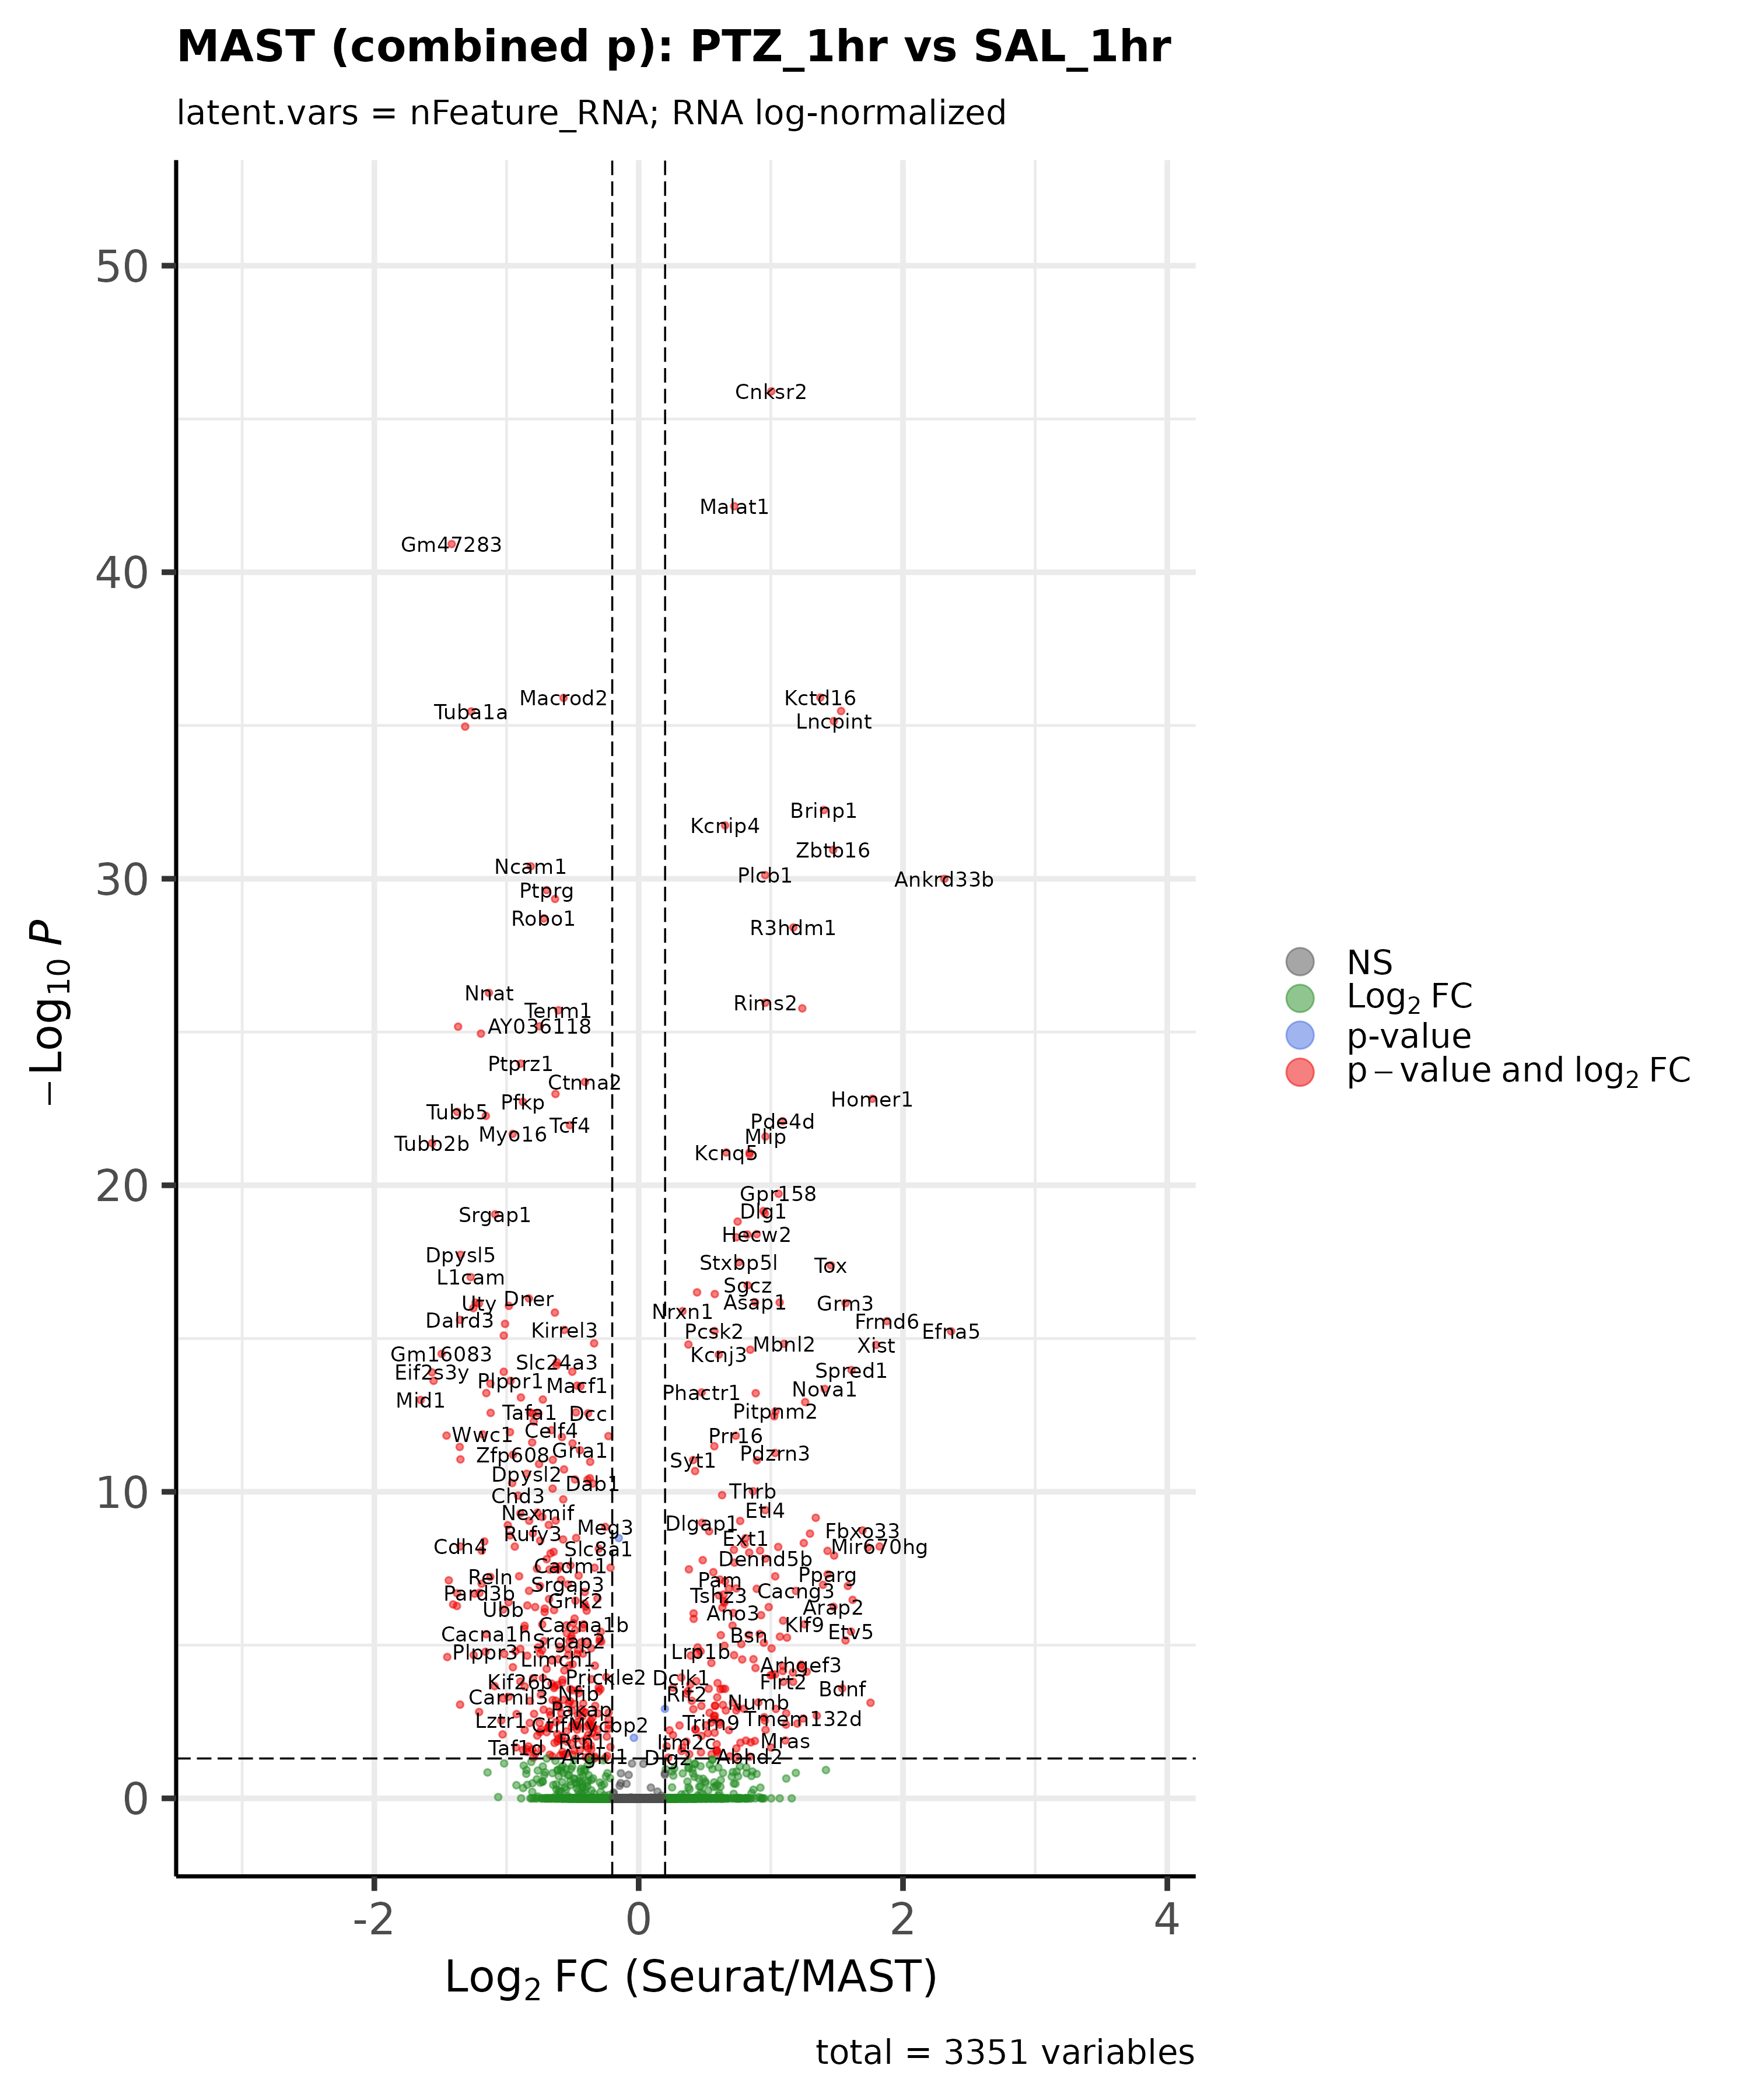 MAST (combined p): PTZ_1hr vs SAL_1hr
latent.vars = nFeature_RNA; RNA log-normalized
50
Cnksr2
Malat1
Gm47283
40
Macrod2
Kctd16
Tuba1a
Lncpint
Brinp1
Kcnip4
Zbtb16
Ncam1
Plcb1
Ankrd33b
30
Ptprg
Robo1
R3hdm1
Nnat
Rims2
Tenm1
AY036118
Ptprz1
Ctnna2
Homer1
Pfkp
Tubb5
Pde4d
Tcf4
Myo16
Mlip
Tubb2b
Kcnq5
20
Gpr158
Dlg1
Srgap1
Hecw2
Dpysl5
Stxbp5l
Tox
L1cam
Sgcz
Uty
Dner
Asap1
Grm3
Nrxn1
Dalrd3
Frmd6
Kirrel3
Pcsk2
Efna5
Mbnl2
Xist
Gm16083
Kcnj3
Slc24a3
Eif2s3y
Spred1
Plppr1
Macf1
Nova1
Mid1
Phactr1
Tafa1
Dcc
Pitpnm2
Wwc1
Celf4
Prr16
Zfp608
Gria1
Pdzrn3
Syt1
Dpysl2
Dab1
10
Chd3
Thrb
Nexmif
Etl4
Meg3
Dlgap1
Rufy3
Ext1
Fbxo33
Cdh4
Slc8a1
Mir670hg
Cadm1
Dennd5b
Reln
Srgap3
Pam
Pparg
Pard3b
Grik2
Tshz3
Cacng3
Ubb
Ano3
Arap2
Cacna1b
Klf9
Cacna1h
Srgap2
Bsn
Etv5
Plppr3
Limch1
Lrp1b
Arhgef3
Kif26b
Prickle2
Dclk1
Flrt2
Carmil3
Nfib
Rit2
Bdnf
Pakap
Numb
Lztr1
Ctif
Mycbp2
Trim9
Tmem132d
Taf1d
Rtn1
Itm2c
Mras
Arglu1
Dlg2
Abhd2
0
−Log10 P
-2
0
2
4
Log2 FC (Seurat/MAST)
NS
Log2 FC
p-value
p − value and log2 FC
total = 3351 variables